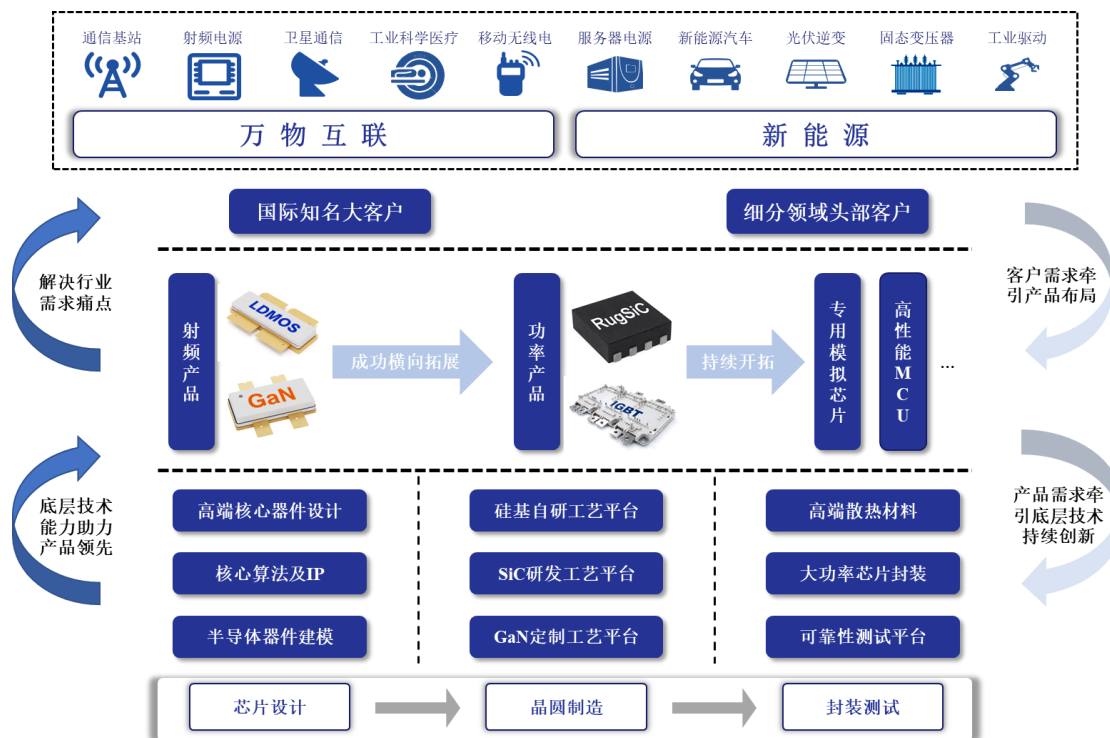 通信基站
射频电源
卫星通信
工业科学医疗
移动无线电
服务器电源
新能源汽车
光伏逆变
固态变压器
工业驱动
万物互联
新能源
国际知名大客户
细分领域头部客户
解决行业
需求痛点
射频产品
LDMOS
GaN
成功横向拓展
功率产品
RugSiC
IGBT
持续开拓
专用模拟芯片
高性能MCU
...
客户需求牵
引产品布局
底层技术
能力助力
产品领先
高端核心器件设计
硅基自研工艺平台
高端散热材料
核心算法及IP
SiC研发工艺平台
大功率芯片封装
半导体器件建模
GaN定制工艺平台
可靠性测试平台
产品需求牵
引底层技术
持续创新
芯片设计
晶圆制造
封装测试